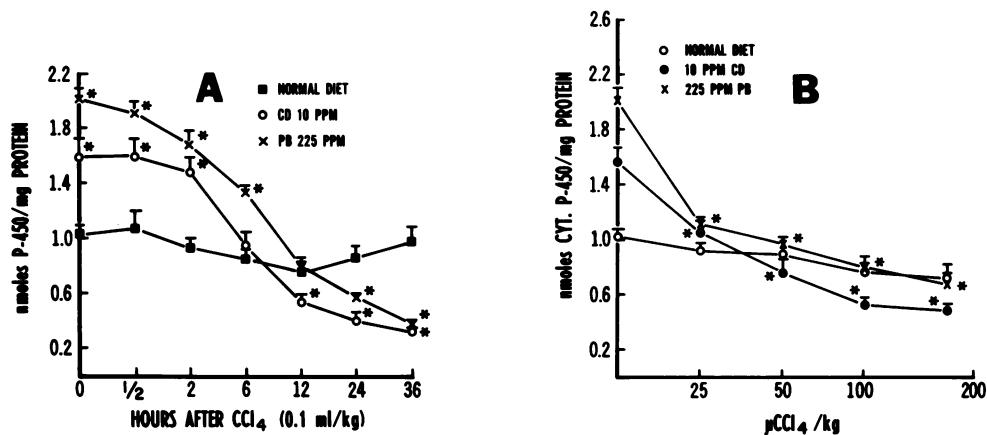 A
nmoles P-450/mg PROTEIN
2.2
1.8
1.4
1.0
0.6
0.2
NORMAL DIET
CD 10 PPM
PB 225 PPM
0 1/2 2 6 12 24 36
HOURS AFTER CCl4 (0.1 ml/kg)
B
nmoles CYT. P-450/mg PROTEIN
2.6
2.2
1.8
1.4
1.0
0.6
0.2
NORMAL DIET
10 PPM CD
225 PPM PB
25 50 100 200
µCCl4 /kg